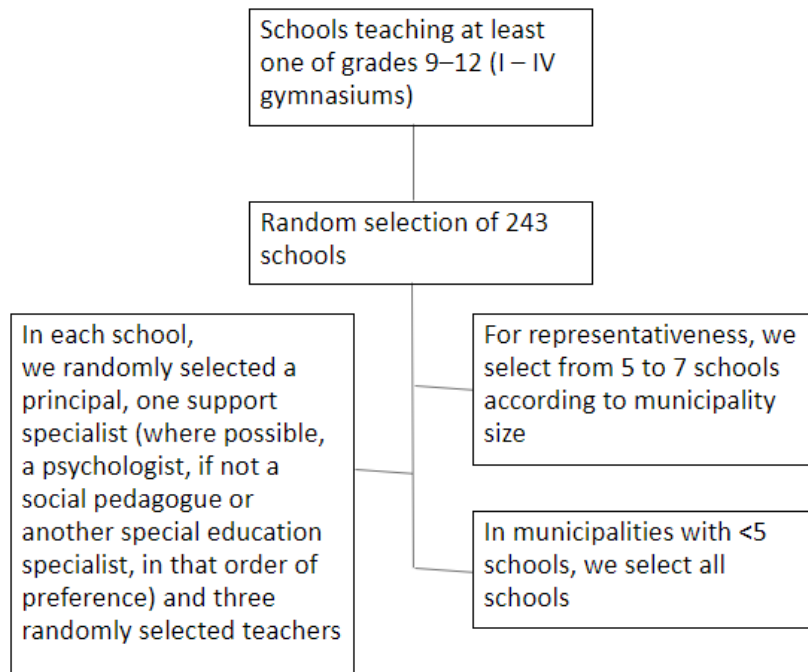 Schools teaching at least
one of grades 9–12 (I – IV
gymnasiums)
Random selection of 243
schools
In each school,
we randomly selected a
principal, one support
specialist (where possible,
a psychologist, if not a
social pedagogue or
another special education
specialist, in that order of
preference) and three
randomly selected teachers
For representativeness, we
select from 5 to 7 schools
according to municipality
size
In municipalities with <5
schools, we select all
schools